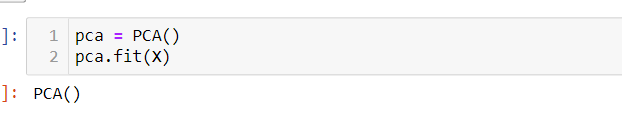 ]:
1 pca = PCA()
2 pca.fit(X)
]: PCA()